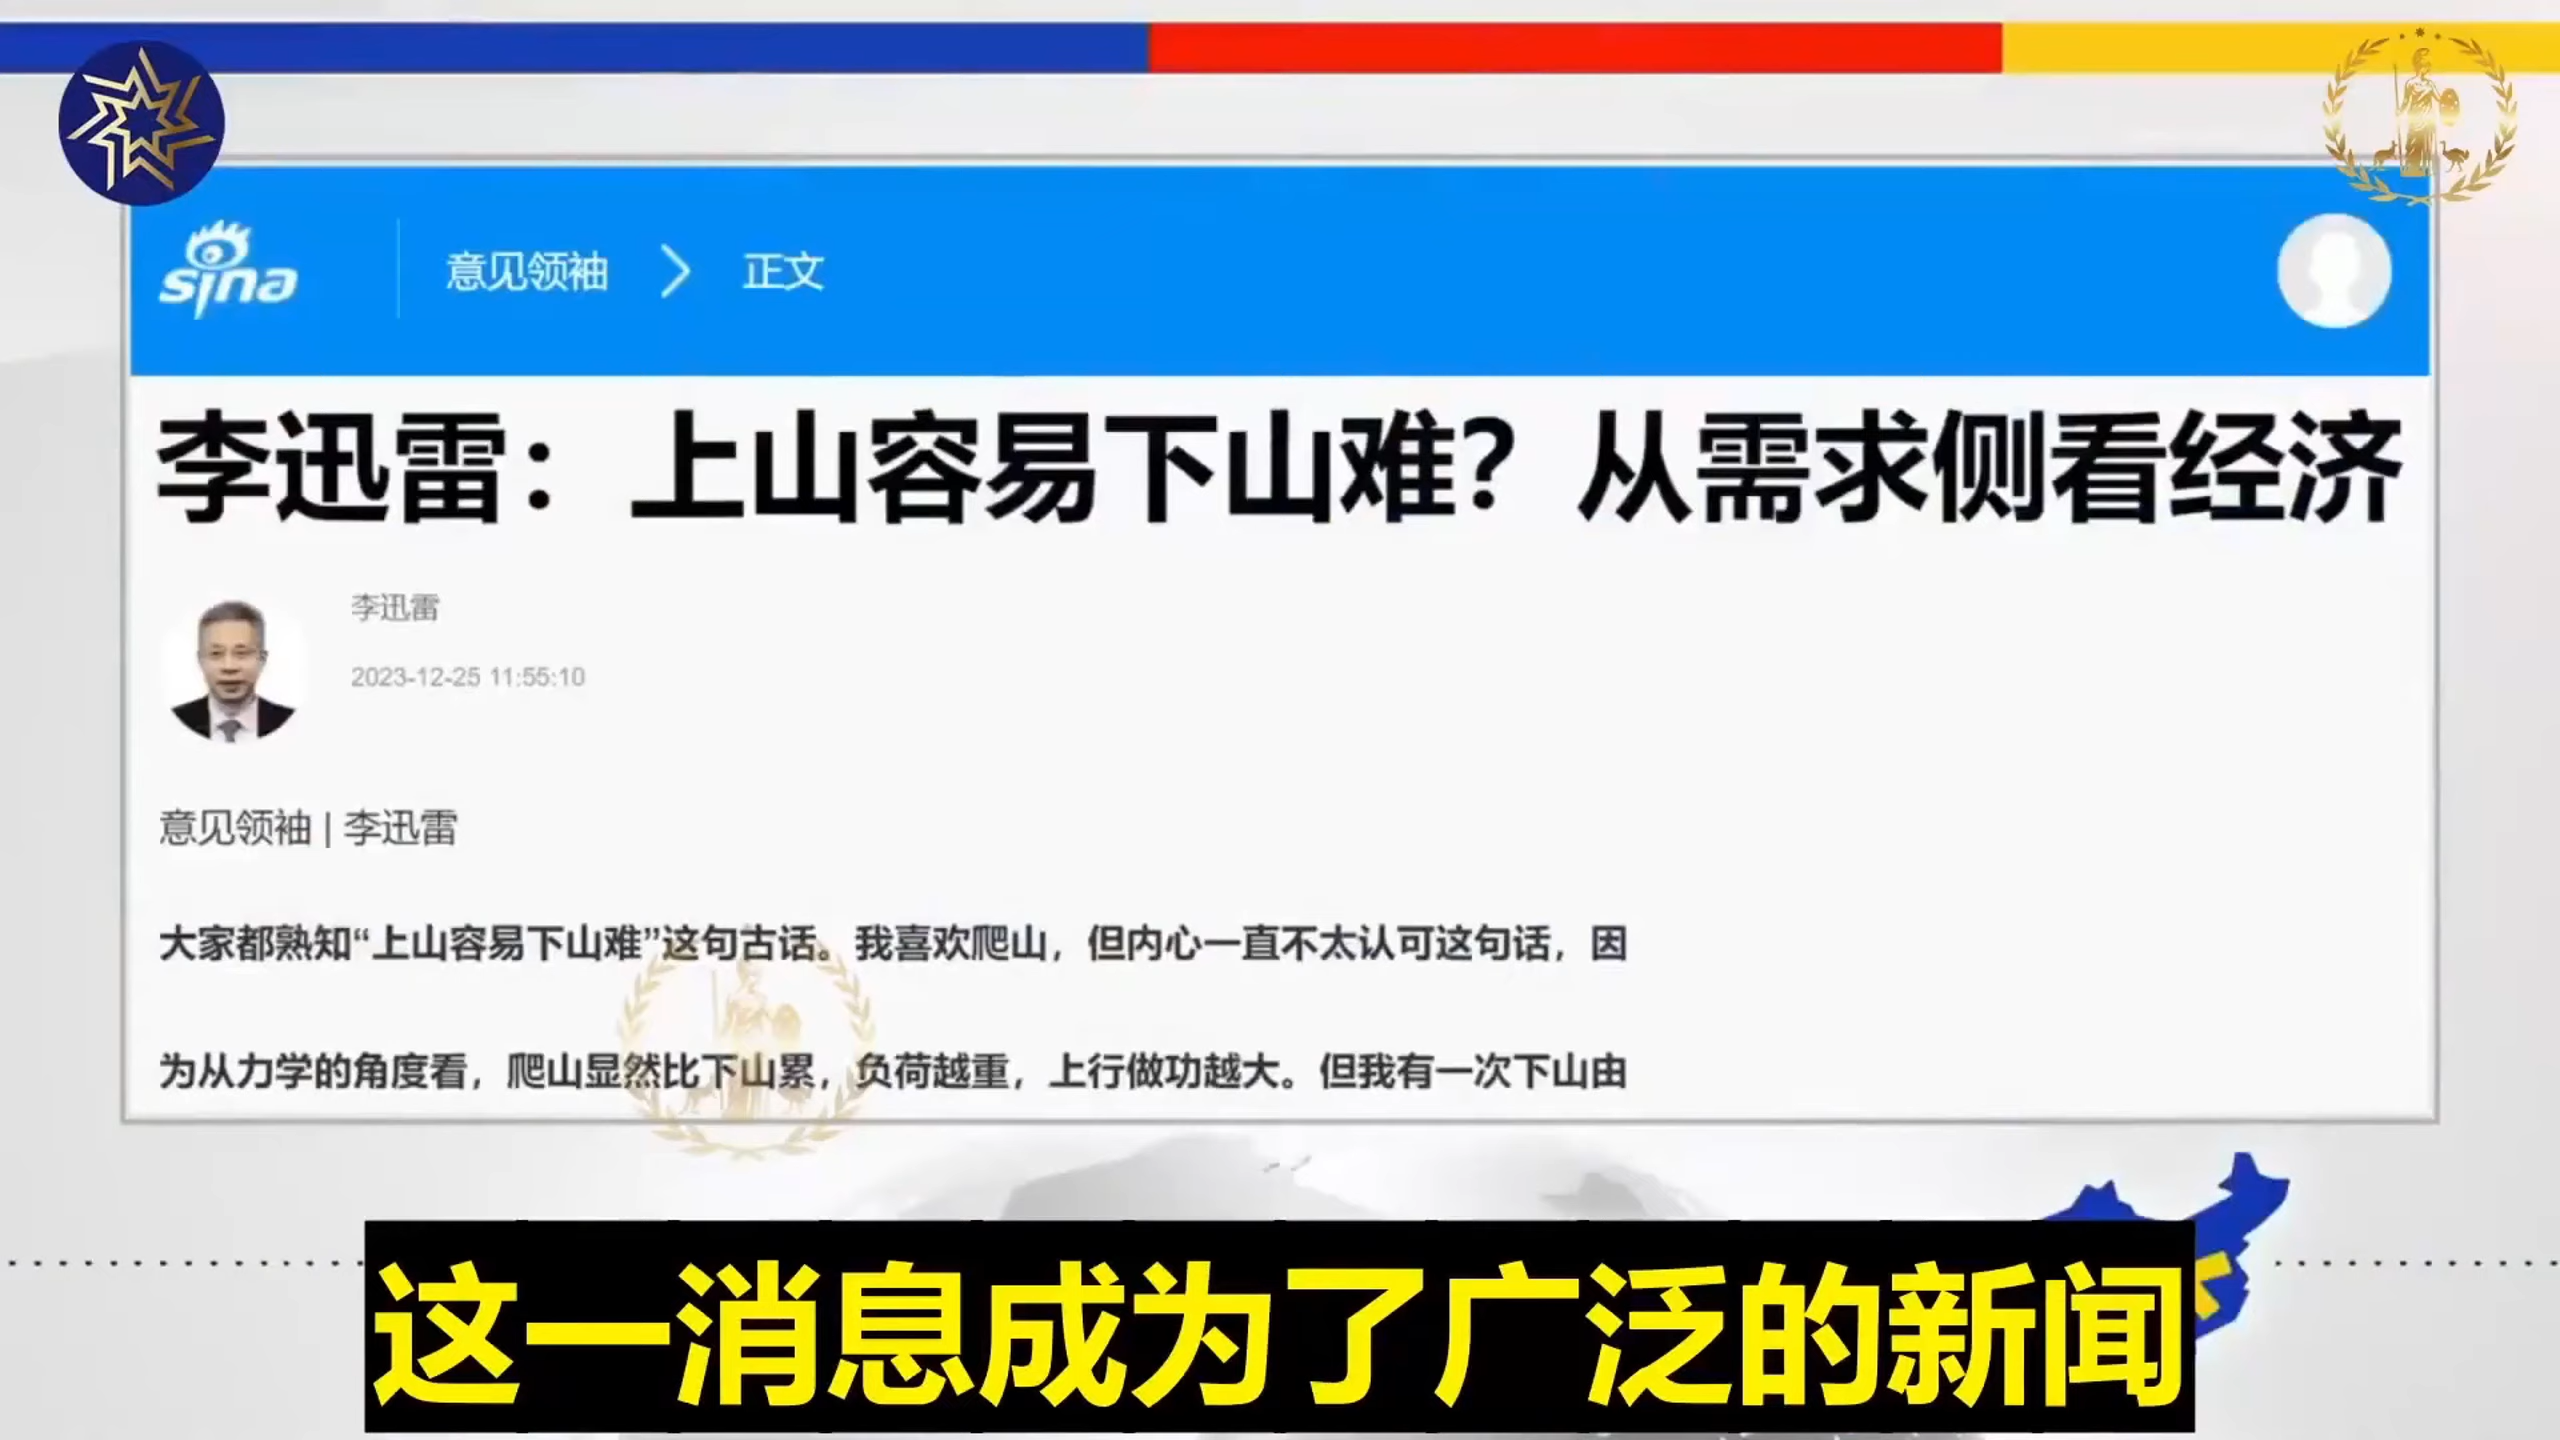 sina
意见领袖 > 正文
李迅雷：上山容易下山难？从需求侧看经济
李迅雷
2023-12-25 11:55:10
意见领袖 | 李迅雷
大家都熟知“上山容易下山难”这句古话。我喜欢爬山，但内心一直不太认可这句话，因
为从力学的角度看，爬山显然比下山累，负荷越重，上行做功越大。但我有一次下山由
这一消息成为了广泛的新闻